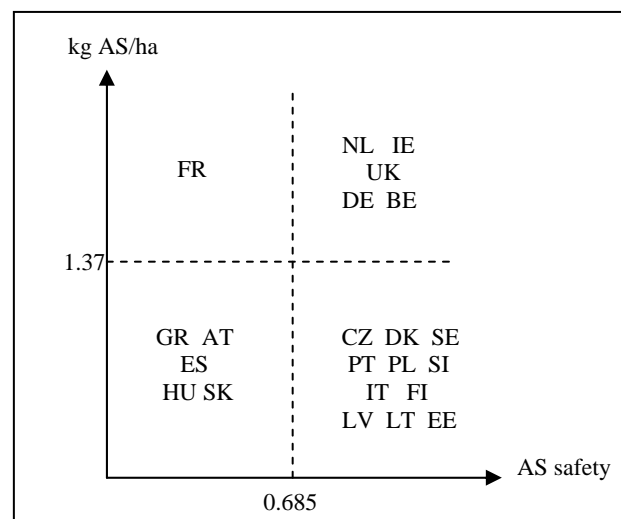 kg AS/ha
NL IE
FR
UK
DE BE
1.37
GR AT
ES
HU SK
CZ DK SE
PT PL SI
IT FI
LV LT EE
AS safety
0.685